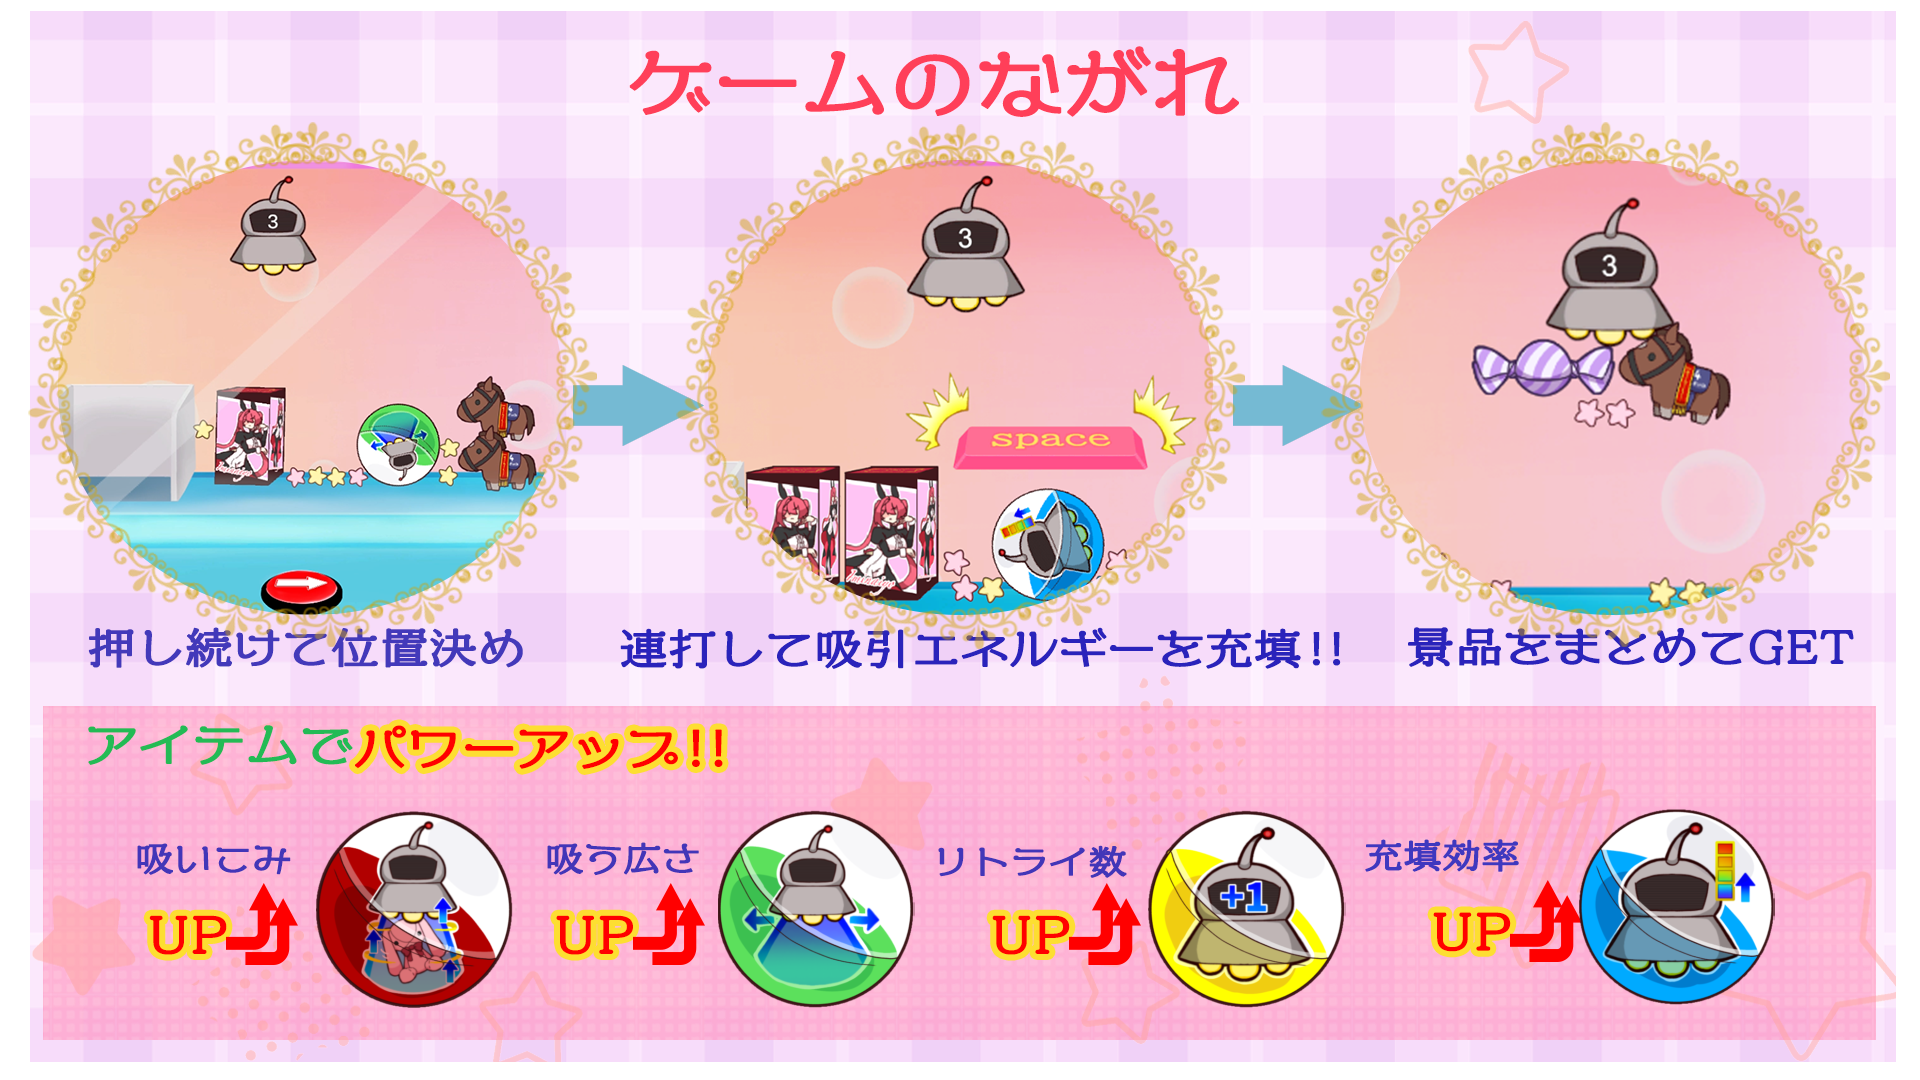 ゲームのながれ
3
3
3
space
押し続けて位置決め
連打して吸引エネルギーを充填!!
景品をまとめてGET
アイテムでパワーアップ!!
吸いこみ
UP
吸う広さ
UP
リトライ数
UP
+1
充填効率
UP